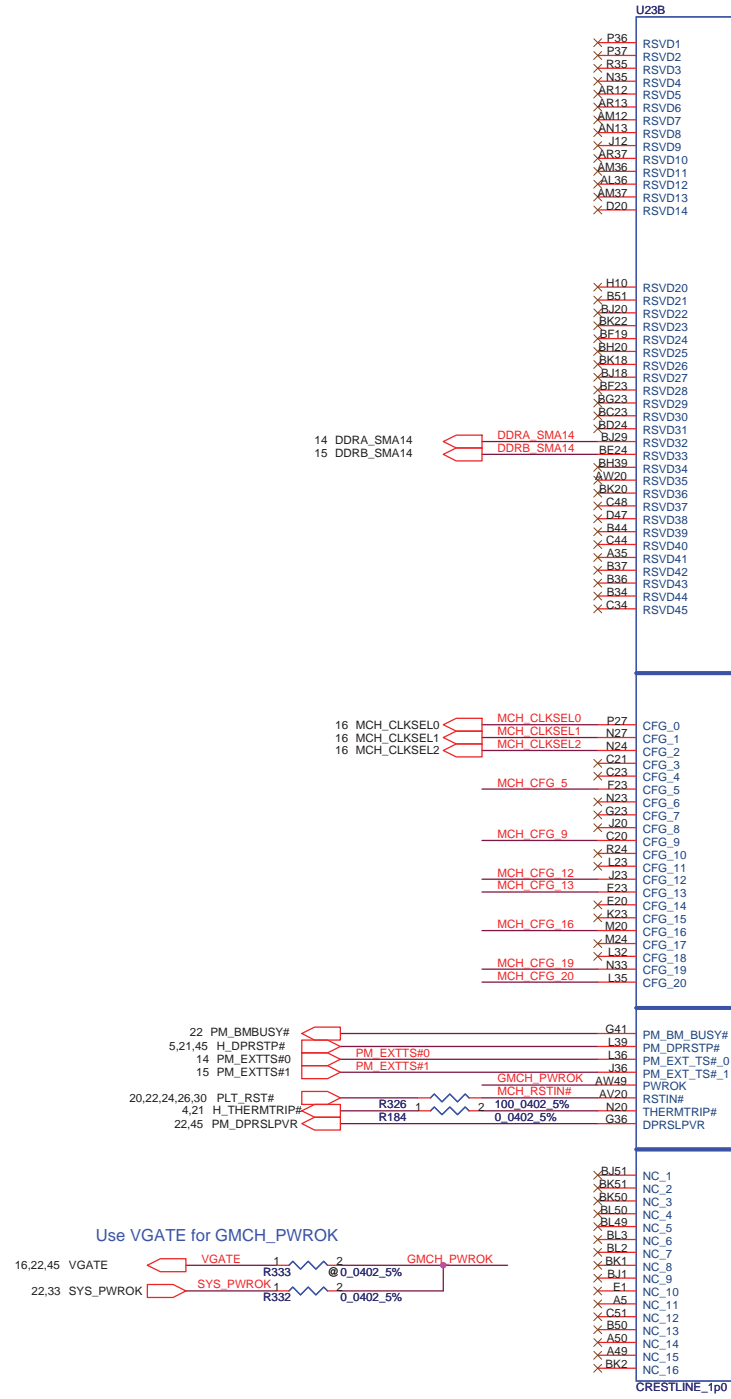 U23B
P36 RSVD1
P37 RSVD2
R35 RSVD3
N35 RSVD4
AR12 RSVD5
AR13 RSVD6
AM12 RSVD7
AN13 RSVD8
J12 RSVD9
AR37 RSVD10
AM36 RSVD11
AL36 RSVD12
AM37 RSVD13
D20 RSVD14
H10 RSVD20
B51 RSVD21
BJ20 RSVD22
BK22 RSVD23
BF19 RSVD24
BH20 RSVD25
BK18 RSVD26
BJ18 RSVD27
BF23 RSVD28
BG23 RSVD29
BC23 RSVD30
BD24 RSVD31
14 DDRA_SMA14 DDRA_SMA14 BJ29 RSVD32
15 DDRB_SMA14 DDRB_SMA14 BE24 RSVD33
BH39 RSVD34
AW20 RSVD35
BK20 RSVD36
C48 RSVD37
D47 RSVD38
B44 RSVD39
C44 RSVD40
A35 RSVD41
B37 RSVD42
B36 RSVD43
B34 RSVD44
C34 RSVD45
16 MCH_CLKSEL0 MCH_CLKSEL0 P27 CFG_0
16 MCH_CLKSEL1 MCH_CLKSEL1 N27 CFG_1
16 MCH_CLKSEL2 MCH_CLKSEL2 N24 CFG_2
C21 CFG_3
C23 CFG_4
MCH_CFG_5 F23 CFG_5
N23 CFG_6
G23 CFG_7
J20 CFG_8
MCH_CFG_9 C20 CFG_9
R24 CFG_10
L23 CFG_11
MCH_CFG_12 J23 CFG_12
MCH_CFG_13 E23 CFG_13
E20 CFG_14
K23 CFG_15
MCH_CFG_16 M20 CFG_16
M24 CFG_17
L32 CFG_18
MCH_CFG_19 N33 CFG_19
MCH_CFG_20 L35 CFG_20
22 PM_BMBUSY# G41 PM_BM_BUSY#
5,21,45 H_DPRSTP# L39 PM_DPRSTP#
14 PM_EXTTS#0 PM_EXTTS#0 L36 PM_EXT_TS#_0
15 PM_EXTTS#1 PM_EXTTS#1 J36 PM_EXT_TS#_1
GMCH_PWROK AW49 PWROK
20,22,24,26,30 PLT_RST# MCH_RSTIN# AV20 RSTIN#
4,21 H_THERMTRIP# R326 1 2 100_0402_5% N20 THERMTRIP#
22,45 PM_DPRSLPVR R184 0_0402_5% G36 DPRSLPVR
BJ51 NC_1
BK51 NC_2
BK50 NC_3
BL50 NC_4
BL49 NC_5
BL3 NC_6
BL2 NC_7
BK1 NC_8
BJ1 NC_9
E1 NC_10
A5 NC_11
C51 NC_12
B50 NC_13
A50 NC_14
A49 NC_15
BK2 NC_16
CRESTLINE_1p0
Use VGATE for GMCH_PWROK
16,22,45 VGATE VGATE 1 2 GMCH_PWROK
R333 @ 0_0402_5%
22,33 SYS_PWROK SYS_PWROK 1 2
R332 0_0402_5%